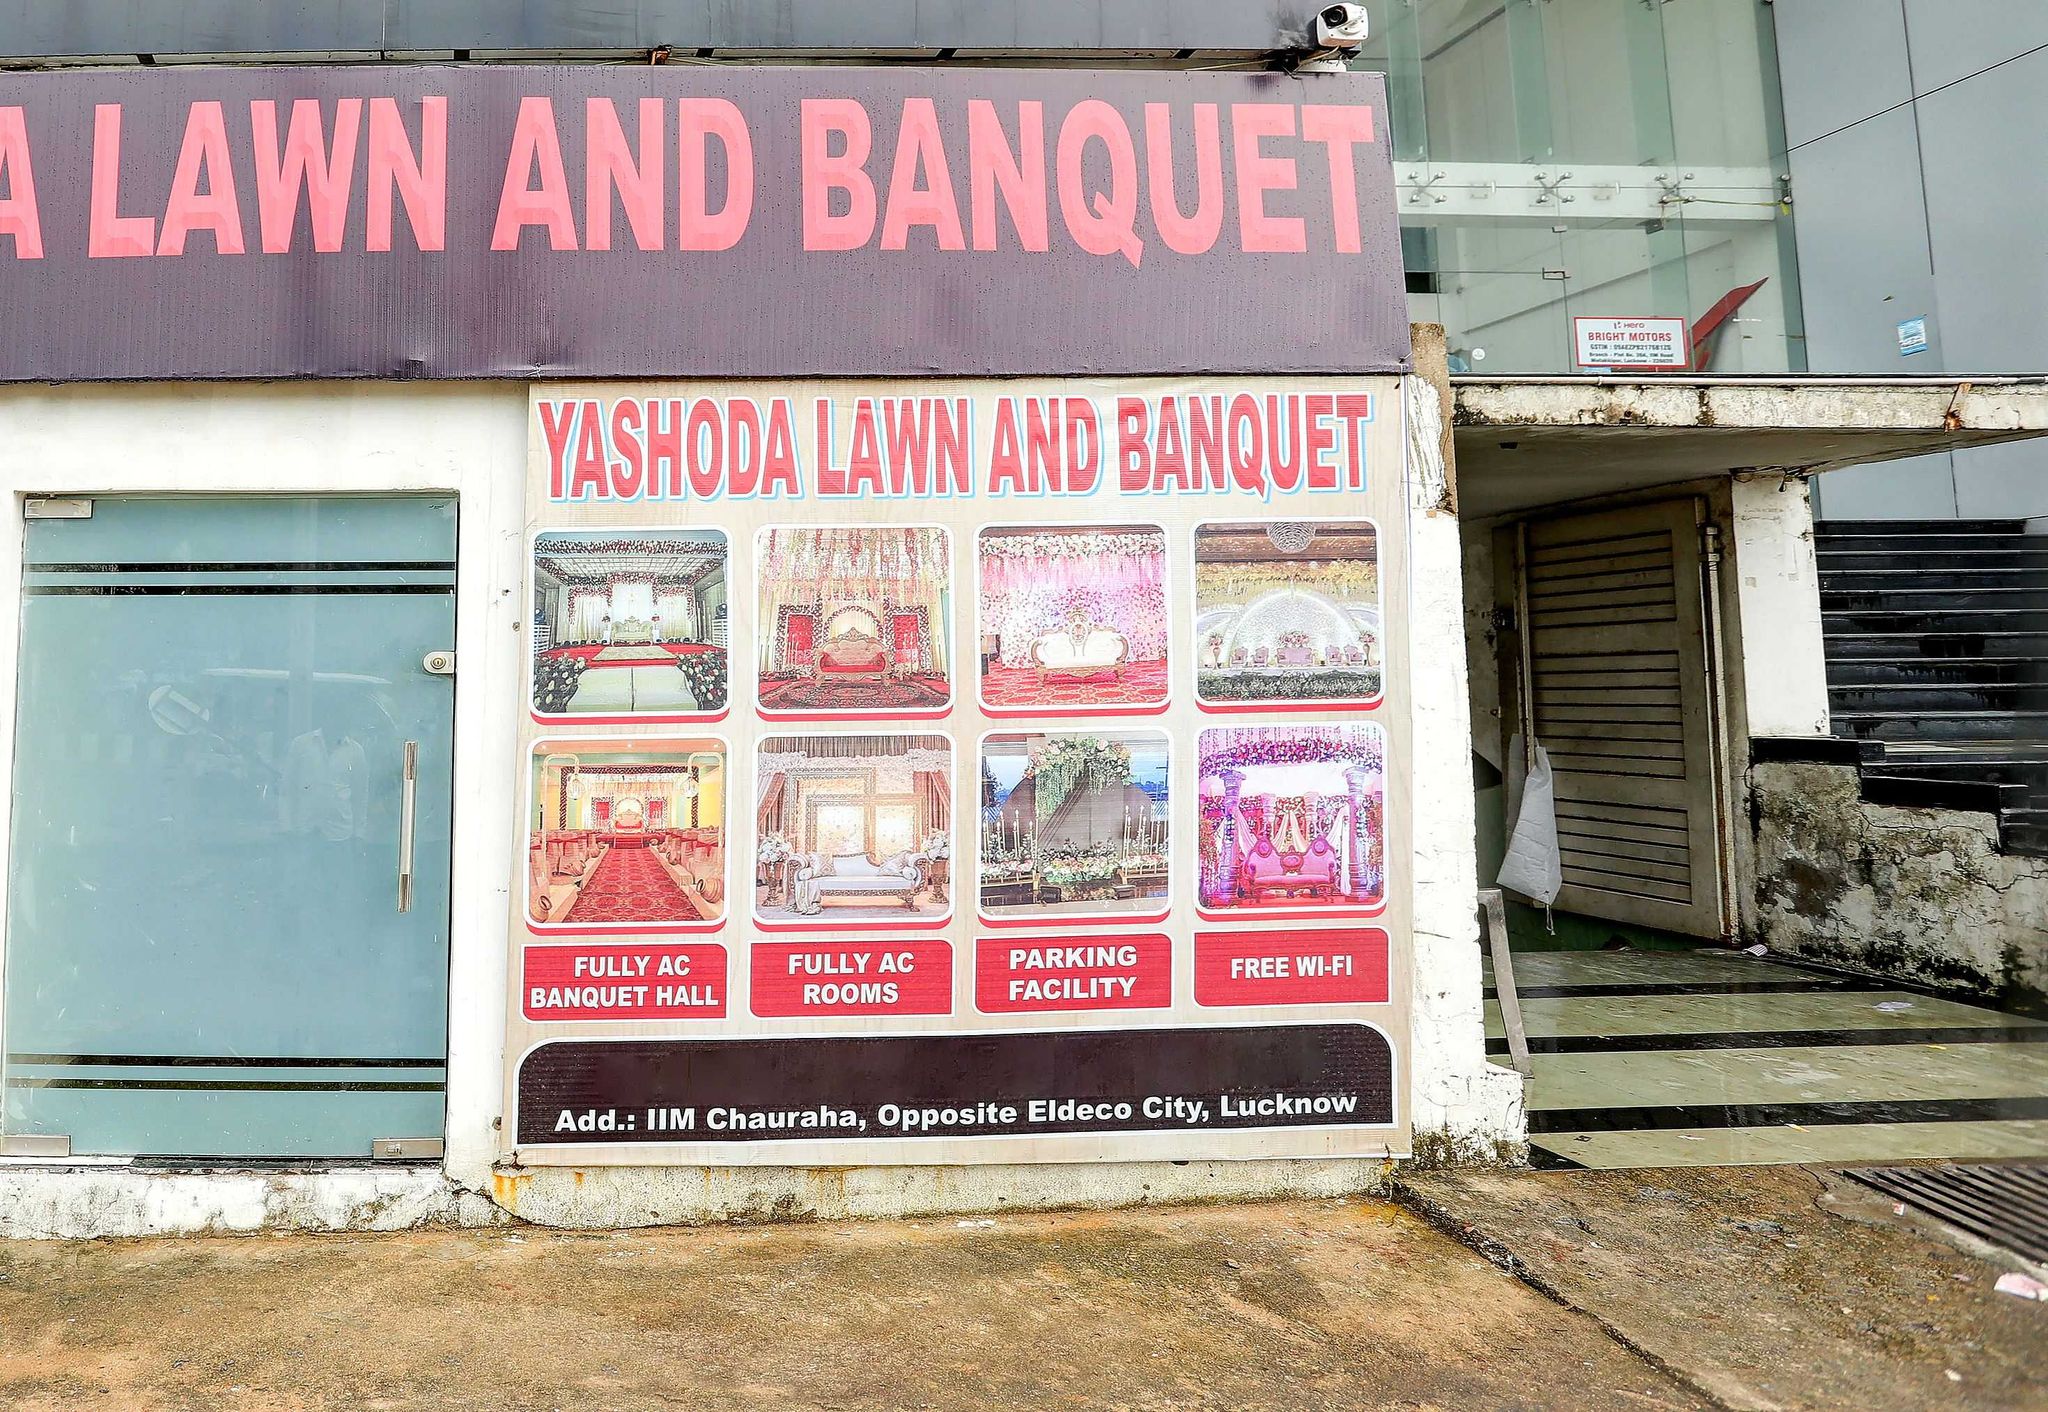 A LAWN AND BANQUET
YASHODA LAWN AND BANQUET
FULLY AC
BANQUET HALL
FULLY AC
ROOMS
PARKING
FACILITY
FREE WI-FI
Add.: IIM Chauraha, Opposite Eldeco City, Lucknow
Hero
BRIGHT MOTORS